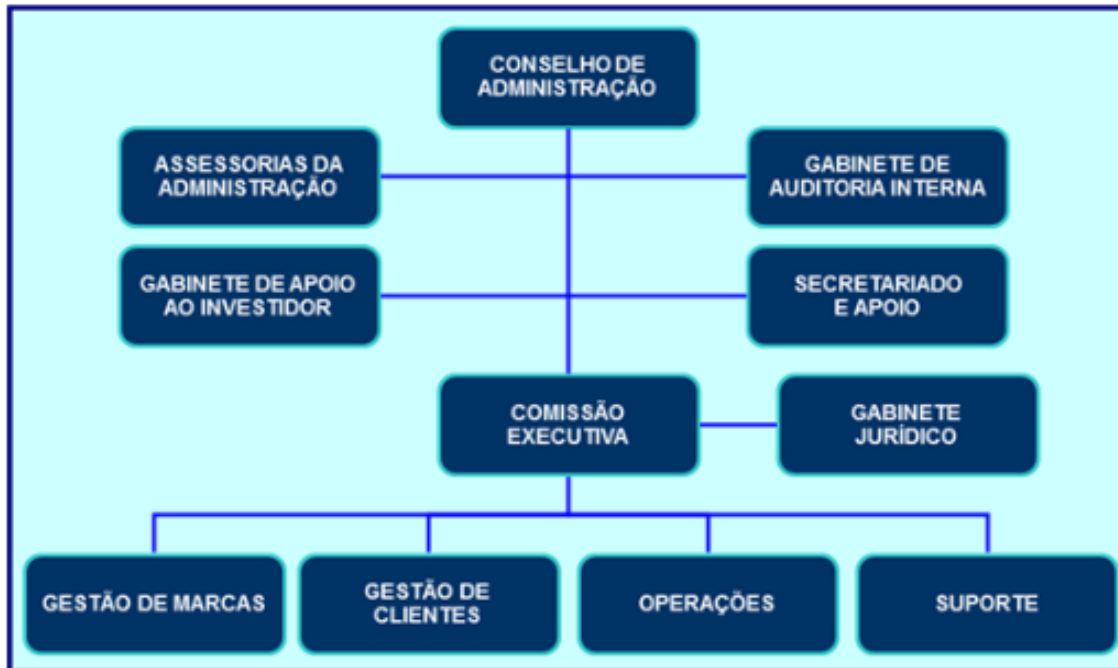 CONSELHO DE
ADMINISTRAÇÃO
ASSESSORIAS DA
ADMINISTRAÇÃO
GABINETE DE
AUDITORIA INTERNA
GABINETE DE APOIO
AO INVESTIDOR
SECRETARIADO
E APOIO
COMISSÃO
EXECUTIVA
GABINETE
JURÍDICO
GESTÃO DE MARCAS
GESTÃO DE
CLIENTES
OPERAÇÕES
SUPORTE